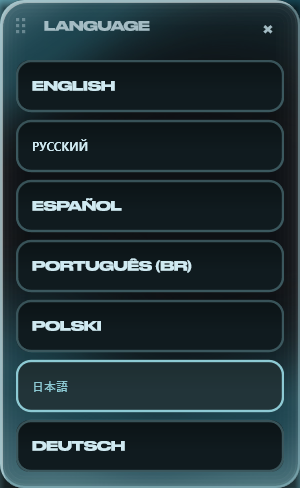 LANGUAGE
ENGLISH
РУССКИЙ
ESPAÑOL
PORTUGUÊS (BR)
POLSKI
日本語
DEUTSCH